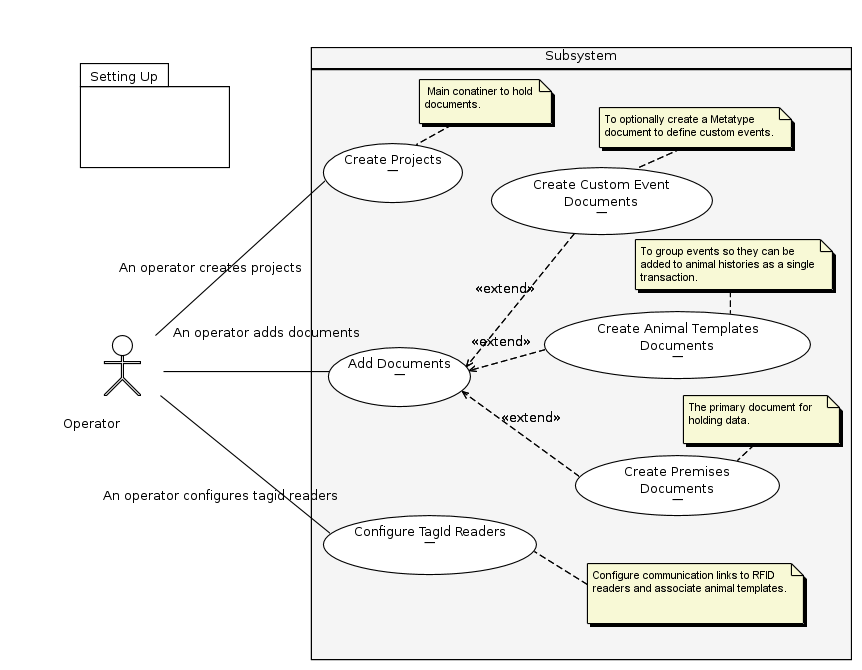 Subsystem
Setting Up
Main conatiner to hold
documents.
To optionally create a Metatype
document to define custom events.
Create Projects
Create Custom Event
Documents
To group events so they can be
added to animal histories as a single
transaction.
An operator creates projects
«extend»
An operator adds documents
Create Animal Templates
Documents
«extend»
Add Documents
The primary document for
holding data.
Operator
«extend»
Create Premises
Documents
An operator configures tagid readers
Configure TagId Readers
Configure communication links to RFID
readers and associate animal templates.